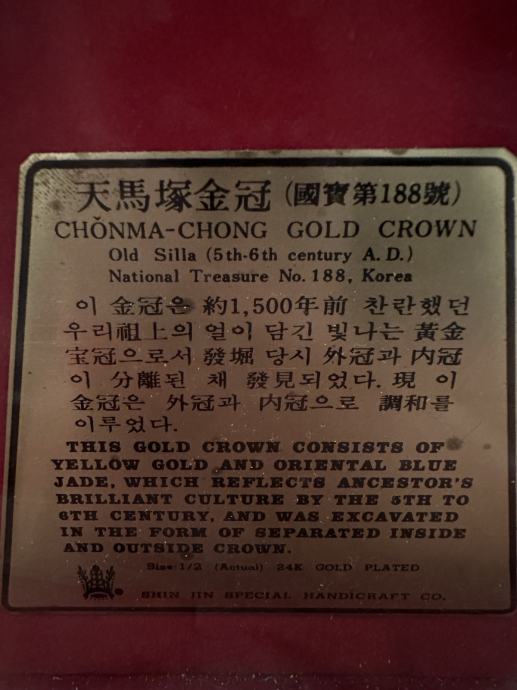 天馬塚金冠 (國寶第188號)
CHŎNMA-CHONG GOLD CROWN
Old Silla (5th-6th century A.D.)
National Treasure No. 188, Korea
이 金冠은 約1,500年前 찬란했던
우리祖上의 얼이 담긴 빛나는 黃金
宝冠으로서 發堀 당시 外冠과 内冠
이 分離된 채 發見되었다. 現 이
金冠은 外冠과 内冠으로 調和를
이루었다.
THIS GOLD CROWN CONSISTS OF
YELLOW GOLD AND ORIENTAL BLUE
JADE, WHICH REFLECTS ANCESTOR'S
BRILLIANT CULTURE BY THE 5TH TO
6TH CENTURY, AND WAS EXCAVATED
IN THE FORM OF SEPARATED INSIDE
AND OUTSIDE CROWN.
Size: 1/2 (Actual) 24K GOLD PLATED
SHIN JIN SPECIAL HANDICRAFT CO.